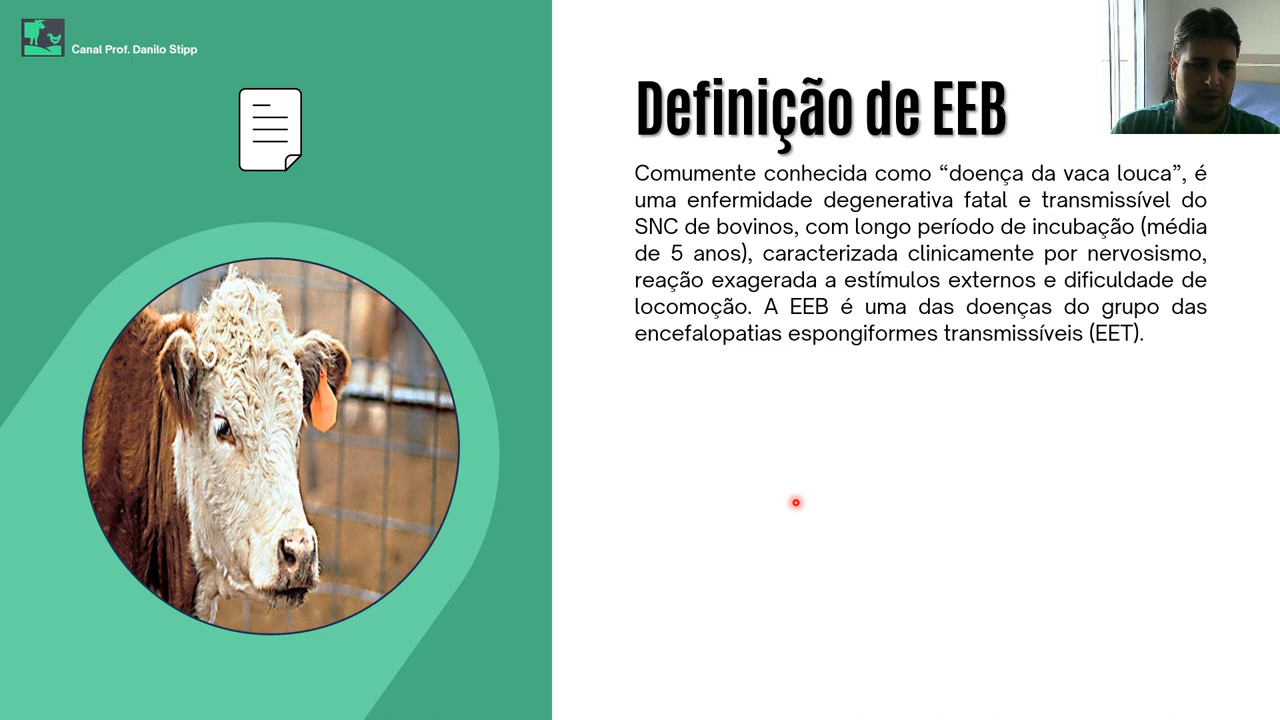 Canal Prof. Danilo Stipp
Definição de EEB
Comumente conhecida como “doença da vaca louca”, é
uma enfermidade degenerativa fatal e transmissível do
SNC de bovinos, com longo período de incubação (média
de 5 anos), caracterizada clinicamente por nervosismo,
reação exagerada a estímulos externos e dificuldade de
locomoção. A EEB é uma das doenças do grupo das
encefalopatias espongiformes transmissíveis (EET).